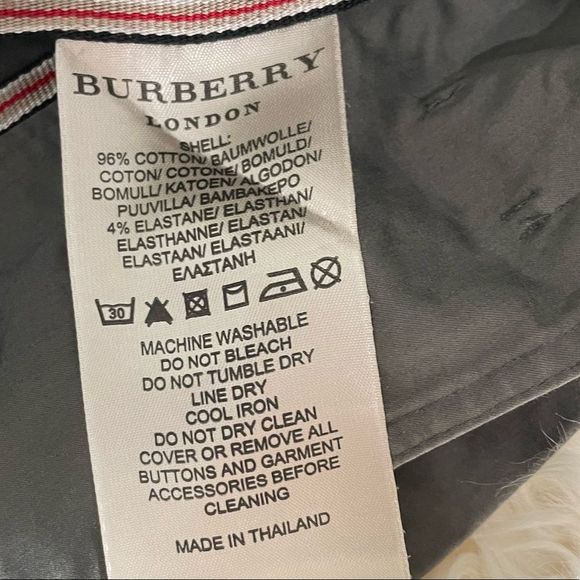 BURBERRY
LONDON
SHELL:
96% COTTON/ BAUMWOLLE/
COTON/ COTONE/ BOMULD/
BOMULL/ KATOEN/ ALGODON/
PUUVILLA/ BAMBAKEPO
4% ELASTANE/ ELASTHAN/
ELASTHANNE/ ELASTAN/
ELASTAAN/ ELASTAANI/
ΕΛΑΣΤΑΝΗ
30
MACHINE WASHABLE
DO NOT BLEACH
DO NOT TUMBLE DRY
LINE DRY
COOL IRON
DO NOT DRY CLEAN
COVER OR REMOVE ALL
BUTTONS AND GARMENT
ACCESSORIES BEFORE
CLEANING
MADE IN THAILAND